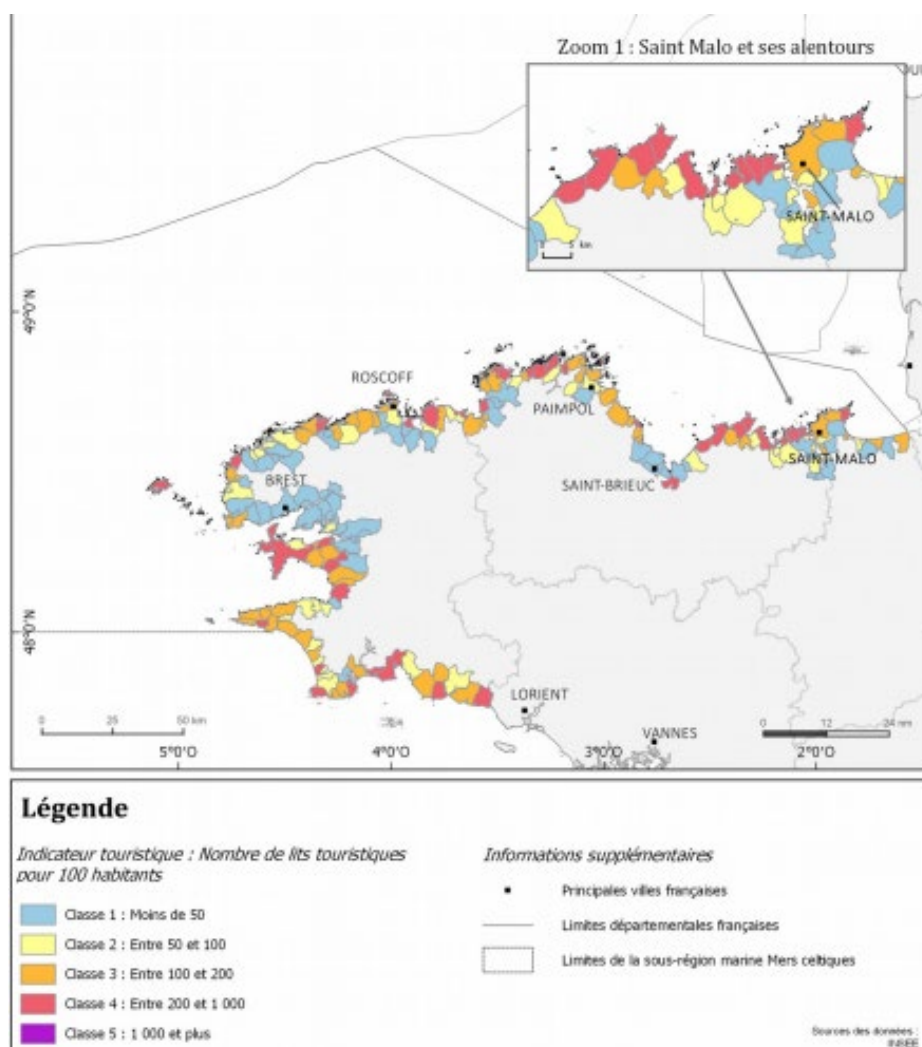 Zoom 1 : Saint Malo et ses alentours
SAINT-MALO
0 5 km
49°0'N
ROSCOFF
PAIMPOL
BREST
SAINT-BRIEUC
SAINT-MALO
48°0'N
LORIENT
VANNES
0 25 50 km
0 12 24 nm
5°0'O
4°0'O
3°0'O
2°0'O
Légende
Indicateur touristique : Nombre de lits touristiques
pour 100 habitants
Classe 1 : Moins de 50
Classe 2 : Entre 50 et 100
Classe 3 : Entre 100 et 200
Classe 4 : Entre 200 et 1 000
Classe 5 : 1 000 et plus
Informations supplémentaires
Principales villes françaises
Limites départementales françaises
Limites de la sous-région marine Mers celtiques
Sources des données :
INSEE